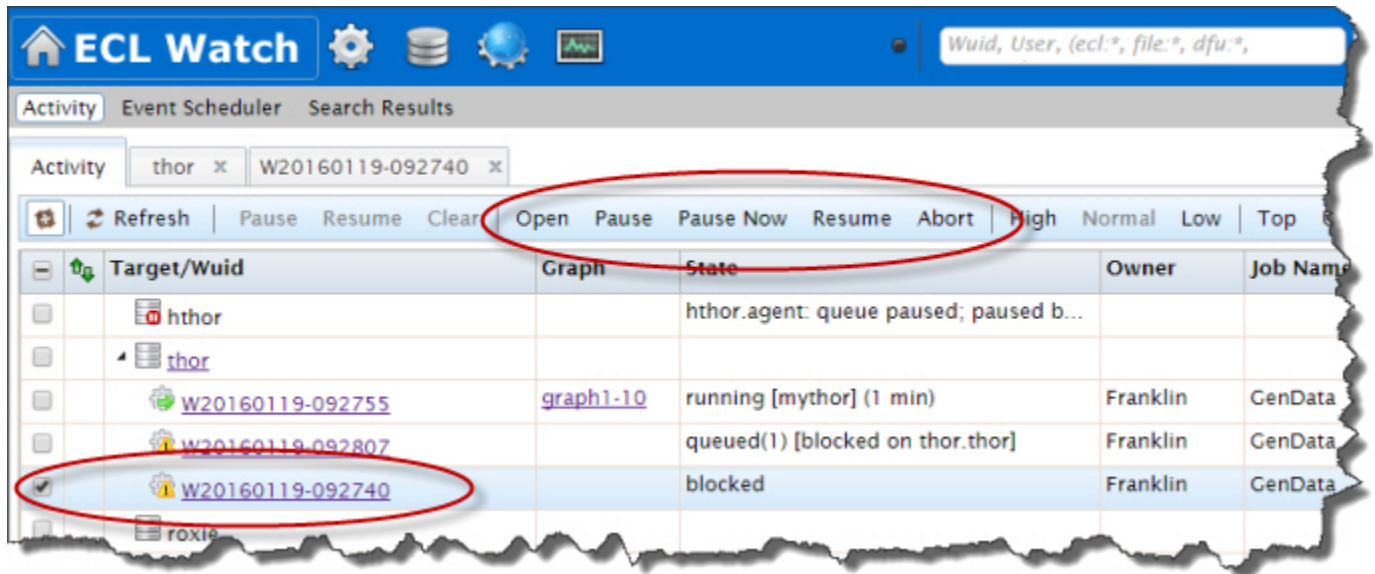 ECL Watch
Wuid, User, (ecl:*, file:*, dfu:*,
Activity Event Scheduler Search Results
Activity thor x W20160119-092740 x
Refresh Pause Resume Clear Open Pause Pause Now Resume Abort High Normal Low Top
Target/Wuid Graph State Owner Job Name
hthor hthor.agent: queue paused; paused b...
thor
W20160119-092755 graph1-10 running [mythor] (1 min) Franklin GenData
W20160119-092807 queued(1) [blocked on thor.thor] Franklin GenData
W20160119-092740 blocked Franklin GenData
roxie